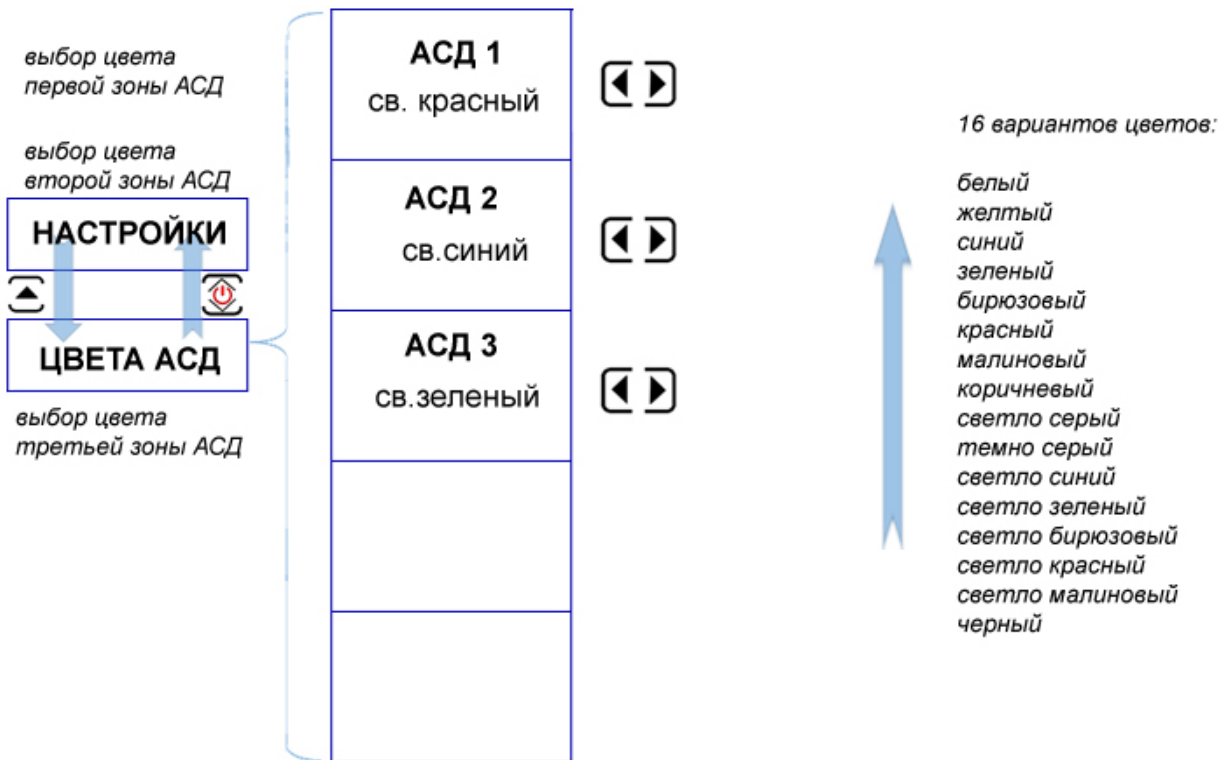 выбор цвета
первой зоны АСД
выбор цвета
второй зоны АСД
НАСТРОЙКИ
ЦВЕТА АСД
выбор цвета
третьей зоны АСД
АСД 1
св. красный
АСД 2
св.синий
АСД 3
св.зеленый
16 вариантов цветов:
белый
желтый
синий
зеленый
бирюзовый
красный
малиновый
коричневый
светло серый
темно серый
светло синий
светло зеленый
светло бирюзовый
светло красный
светло малиновый
черный